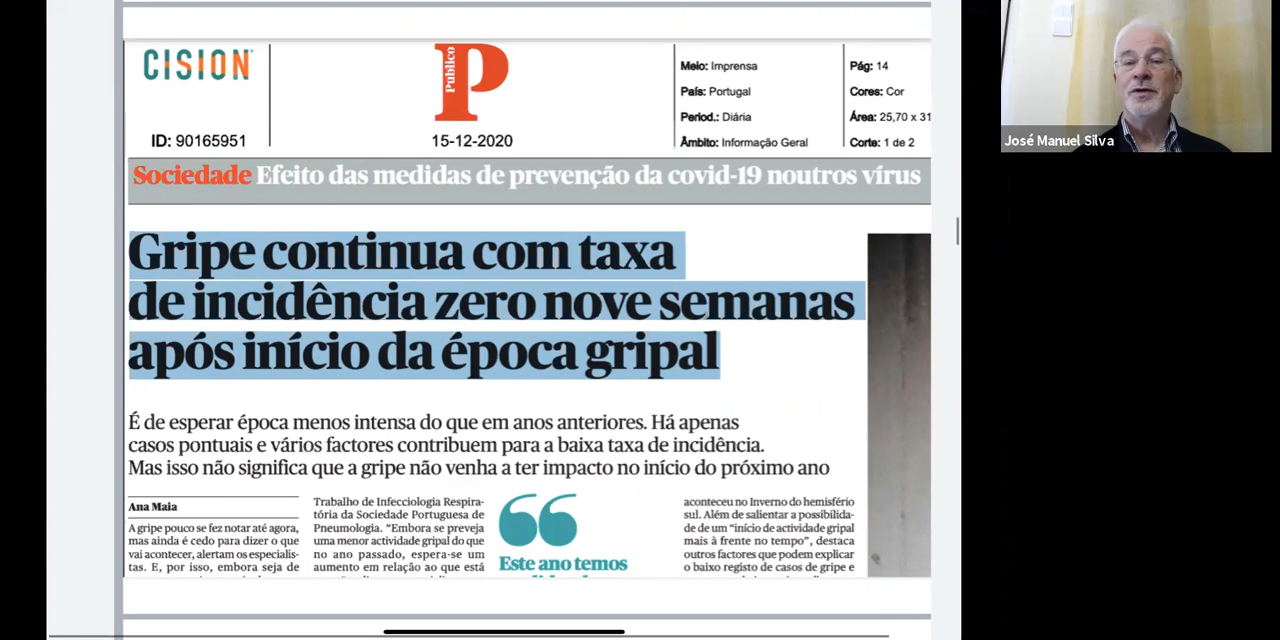 CISION
ID: 90165951
Público
P
15-12-2020
Meio: Imprensa
País: Portugal
Period.: Diária
Âmbito: Informação Geral
Pág: 14
Cores: Cor
Área: 25,70 x 31
Corte: 1 de 2
José Manuel Silva
Sociedade Efeito das medidas de prevenção da covid-19 noutros vírus
Gripe continua com taxa
de incidência zero nove semanas
após início da época gripal
É de esperar época menos intensa do que em anos anteriores. Há apenas
casos pontuais e vários factores contribuem para a baixa taxa de incidência.
Mas isso não significa que a gripe não venha a ter impacto no início do próximo ano
Ana Maia
A gripe pouco se fez notar até agora,
mas ainda é cedo para dizer o que
vai acontecer, alertam os especialis-
tas. E, por isso, embora seja de
Trabalho de Infecciologia Respira-
tória da Sociedade Portuguesa de
Pneumologia. “Embora se preveja
uma menor actividade gripal do que
no ano passado, espera-se um
aumento em relação ao que está
“
Este ano temos
aconteceu no Inverno do hemisfério
sul. Além de salientar a possibilida-
de de um “início de actividade gripal
mais à frente no tempo”, destaca
outros factores que podem explicar
o baixo registo de casos de gripe e